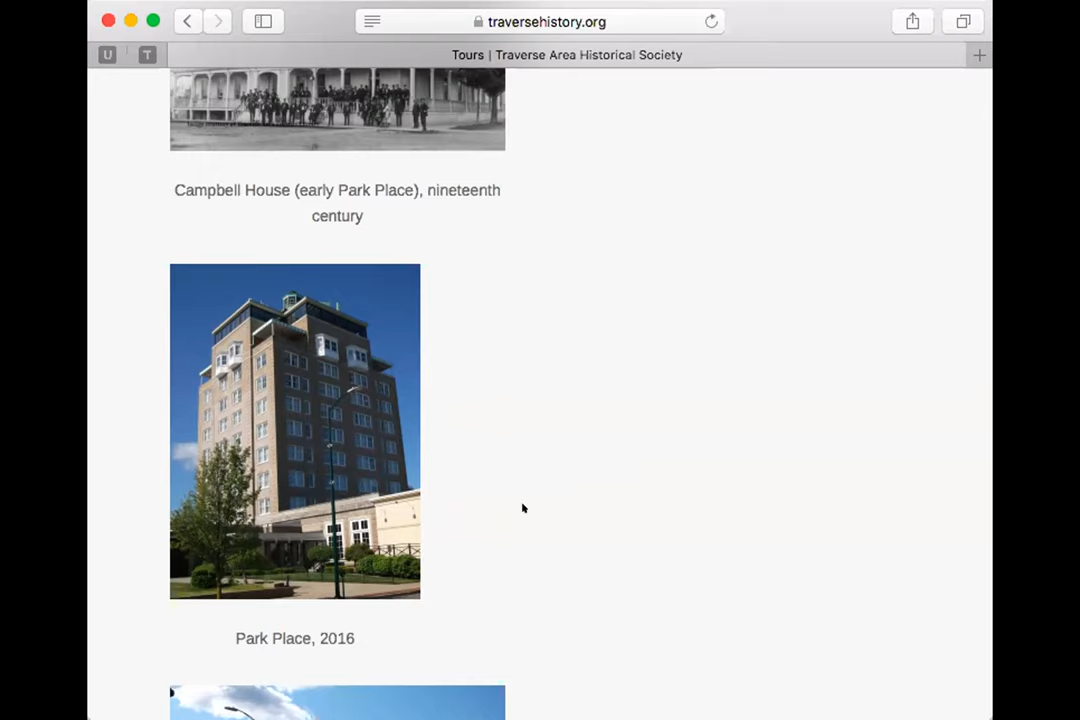 traversehistory.org
U
T
Tours | Traverse Area Historical Society
Campbell House (early Park Place), nineteenth
century
Park Place, 2016